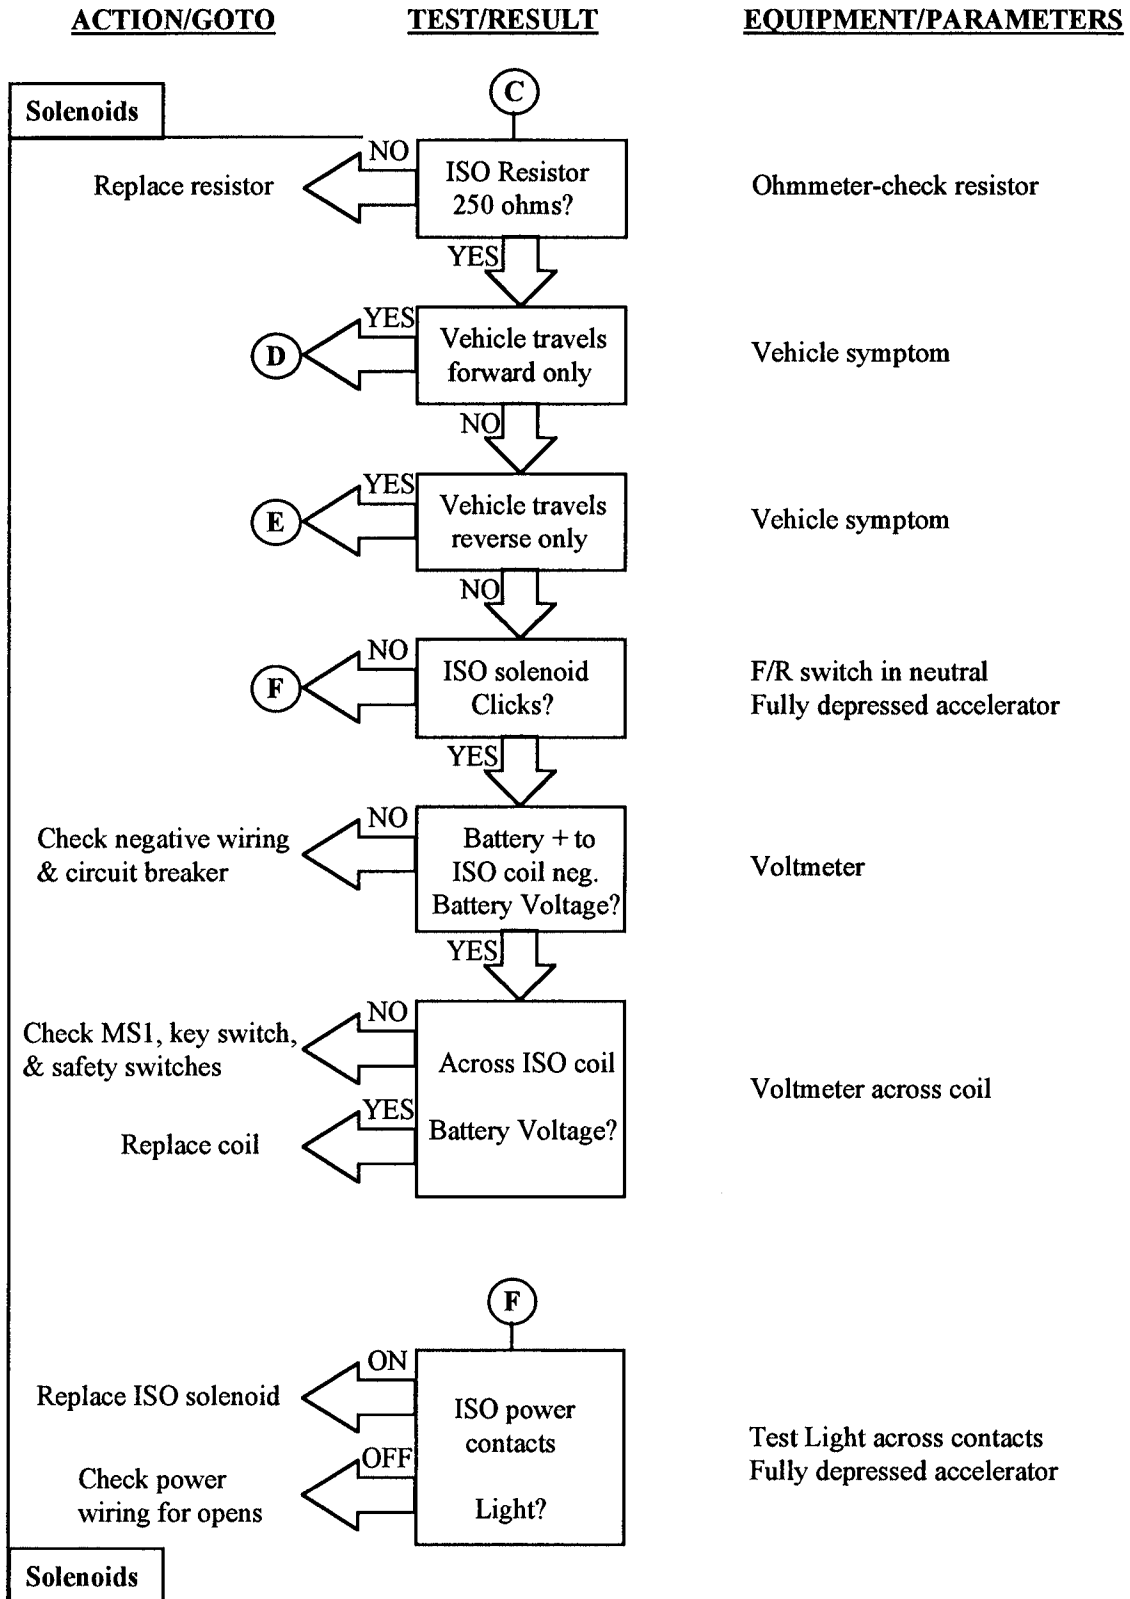 ACTION/GOTO TEST/RESULT EQUIPMENT/PARAMETERS
Solenoids
C
NO
Replace resistor
ISO Resistor
250 ohms?
Ohmmeter-check resistor
YES
YES
D
Vehicle travels
forward only
Vehicle symptom
NO
YES
E
Vehicle travels
reverse only
Vehicle symptom
NO
NO
F
ISO solenoid
Clicks?
F/R switch in neutral
Fully depressed accelerator
YES
NO
Check negative wiring
& circuit breaker
Battery + to
ISO coil neg.
Battery Voltage?
Voltmeter
YES
NO
Check MS1, key switch,
& safety switches
Across ISO coil
Battery Voltage?
Voltmeter across coil
YES
Replace coil
F
ON
Replace ISO solenoid
ISO power
contacts
Light?
Test Light across contacts
Fully depressed accelerator
OFF
Check power
wiring for opens
Solenoids